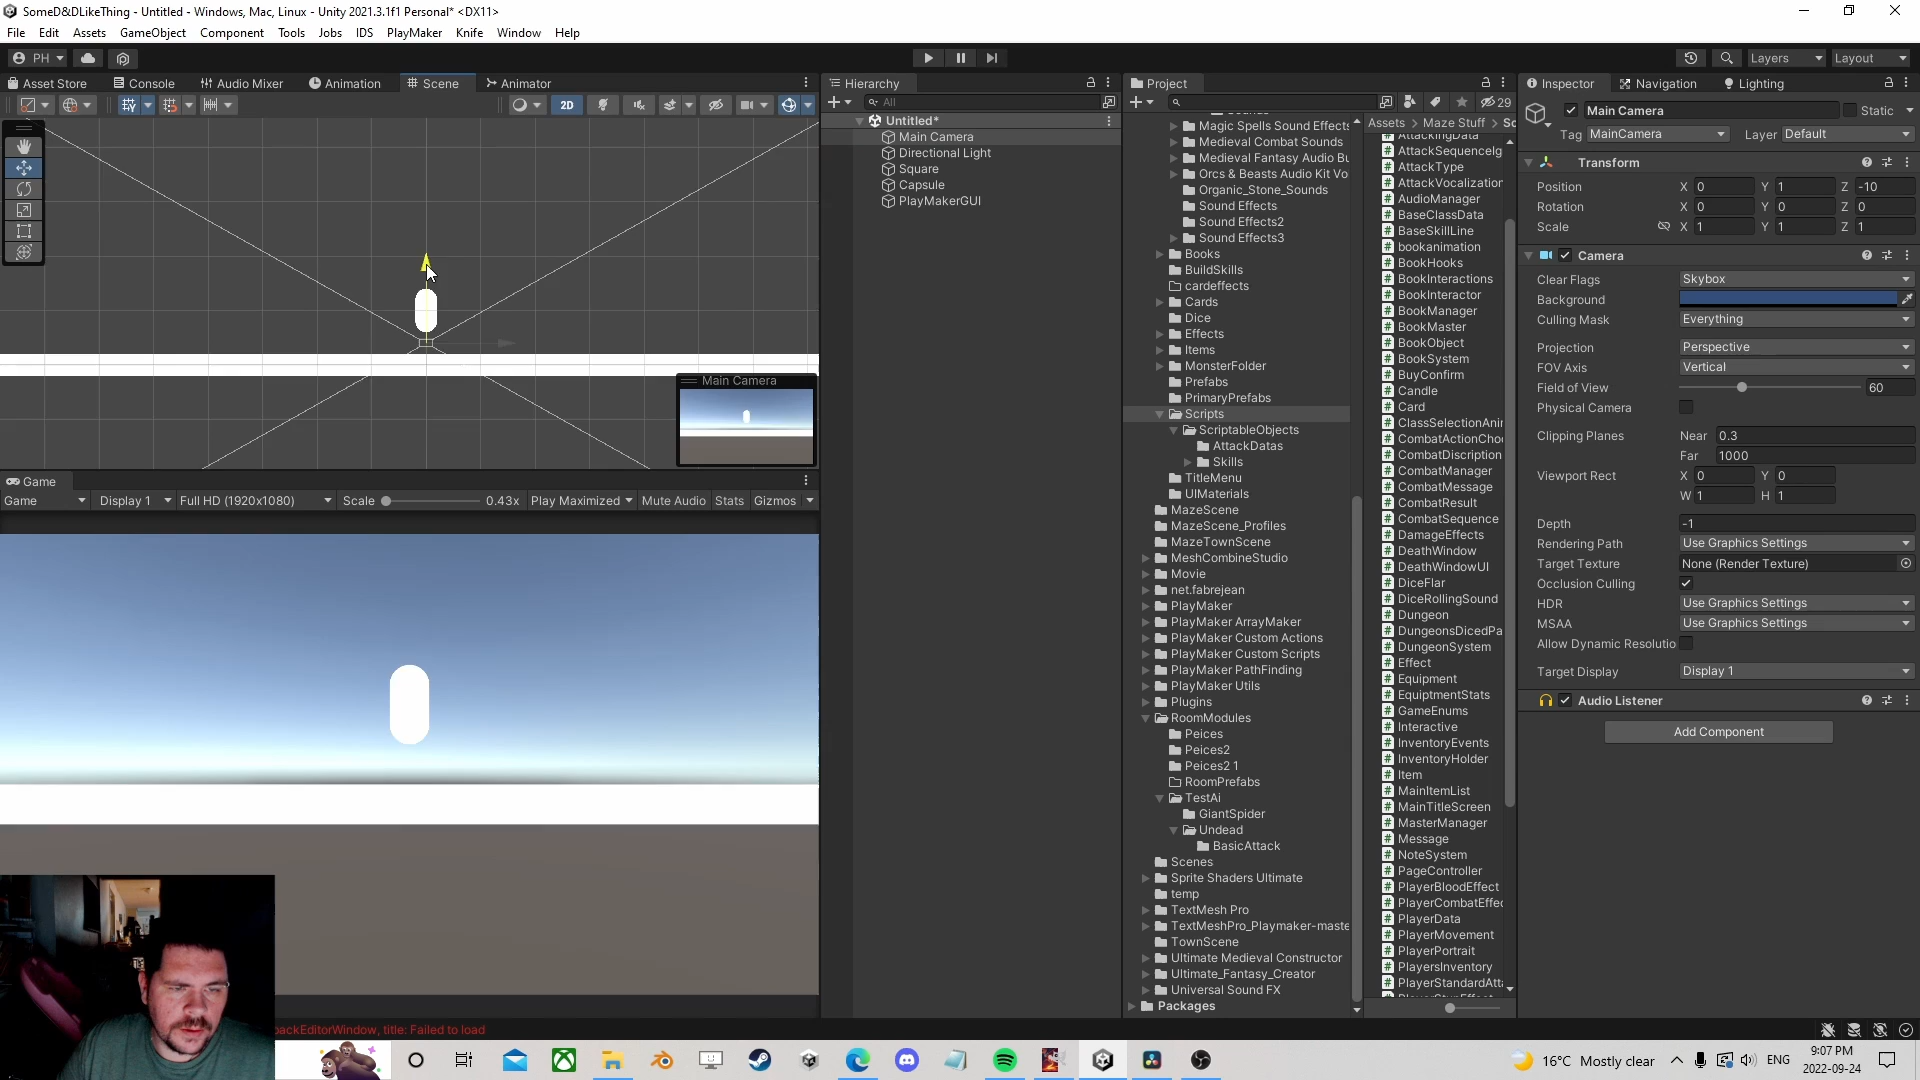 SomeD&DLikeThing - Untitled - Windows, Mac, Linux - Unity 2021.3.1f1 Personal* <DX11>
File Edit Assets GameObject Component Tools Jobs IDS PlayMaker Knife Window Help
PH Layers Layout
Asset Store Console Audio Mixer Animation Scene Animator
2D
Main Camera
Game
Game Display 1 Full HD (1920x1080) Scale 0.43x Play Maximized Mute Audio Stats Gizmos
Hierarchy
All
Untitled*
Main Camera
Directional Light
Square
Capsule
PlayMakerGUI
Project
29
Magic Spells Sound Effects
Medieval Combat Sounds
Medieval Fantasy Audio Bu
Orcs & Beasts Audio Kit Vo
Organic_Stone_Sounds
Sound Effects
Sound Effects2
Sound Effects3
Books
BuildSkills
cardeffects
Cards
Dice
Effects
Items
MonsterFolder
Prefabs
PrimaryPrefabs
Scripts
ScriptableObjects
AttackDatas
Skills
TitleMenu
UIMaterials
MazeScene
MazeScene_Profiles
MazeTownScene
MeshCombineStudio
Movie
net.fabrejean
PlayMaker
PlayMaker ArrayMaker
PlayMaker Custom Actions
PlayMaker Custom Scripts
PlayMaker PathFinding
PlayMaker Utils
Plugins
RoomModules
Peices
Peices2
Peices2 1
RoomPrefabs
TestAi
GiantSpider
Undead
BasicAttack
Scenes
Sprite Shaders Ultimate
temp
TextMesh Pro
TextMeshPro_Playmaker-maste
TownScene
Ultimate Medieval Constructor
Ultimate_Fantasy_Creator
Universal Sound FX
Packages
Assets > Maze Stuff > Sc
AttackingData
AttackSequenceIg
AttackType
AttackVocalization
AudioManager
BaseClassData
BaseSkillLine
bookanimation
BookHooks
BookInteractions
BookInteractor
BookManager
BookMaster
BookObject
BookSystem
BuyConfirm
Candle
Card
ClassSelectionAni
CombatActionCho
CombatDiscription
CombatManager
CombatMessage
CombatResult
CombatSequence
DamageEffects
DeathWindow
DeathWindowUI
DiceFlar
DiceRollingSound
Dungeon
DungeonsDicedPa
DungeonSystem
Effect
Equipment
EquiptmentStats
GameEnums
Interactive
InventoryEvents
InventoryHolder
Item
MainItemList
MainTitleScreen
MasterManager
Message
NoteSystem
PageController
PlayerBloodEffect
PlayerCombatEffec
PlayerData
PlayerMovement
PlayerPortrait
PlayersInventory
PlayerStandardAtta
Inspector Navigation Lighting
Main Camera Static
Tag MainCamera Layer Default
Transform
Position X 0 Y 1 Z -10
Rotation X 0 Y 0 Z 0
Scale X 1 Y 1 Z 1
Camera
Clear Flags Skybox
Background
Culling Mask Everything
Projection Perspective
FOV Axis Vertical
Field of View 60
Physical Camera
Clipping Planes Near 0.3
Far 1000
Viewport Rect X 0 Y 0
W 1 H 1
Depth -1
Rendering Path Use Graphics Settings
Target Texture None (Render Texture)
Occlusion Culling
HDR Use Graphics Settings
MSAA Use Graphics Settings
Allow Dynamic Resolutio
Target Display Display 1
Audio Listener
Add Component
backEditorWindow, title: Failed to load
16°C Mostly clear ENG 9:07 PM
2022-09-24